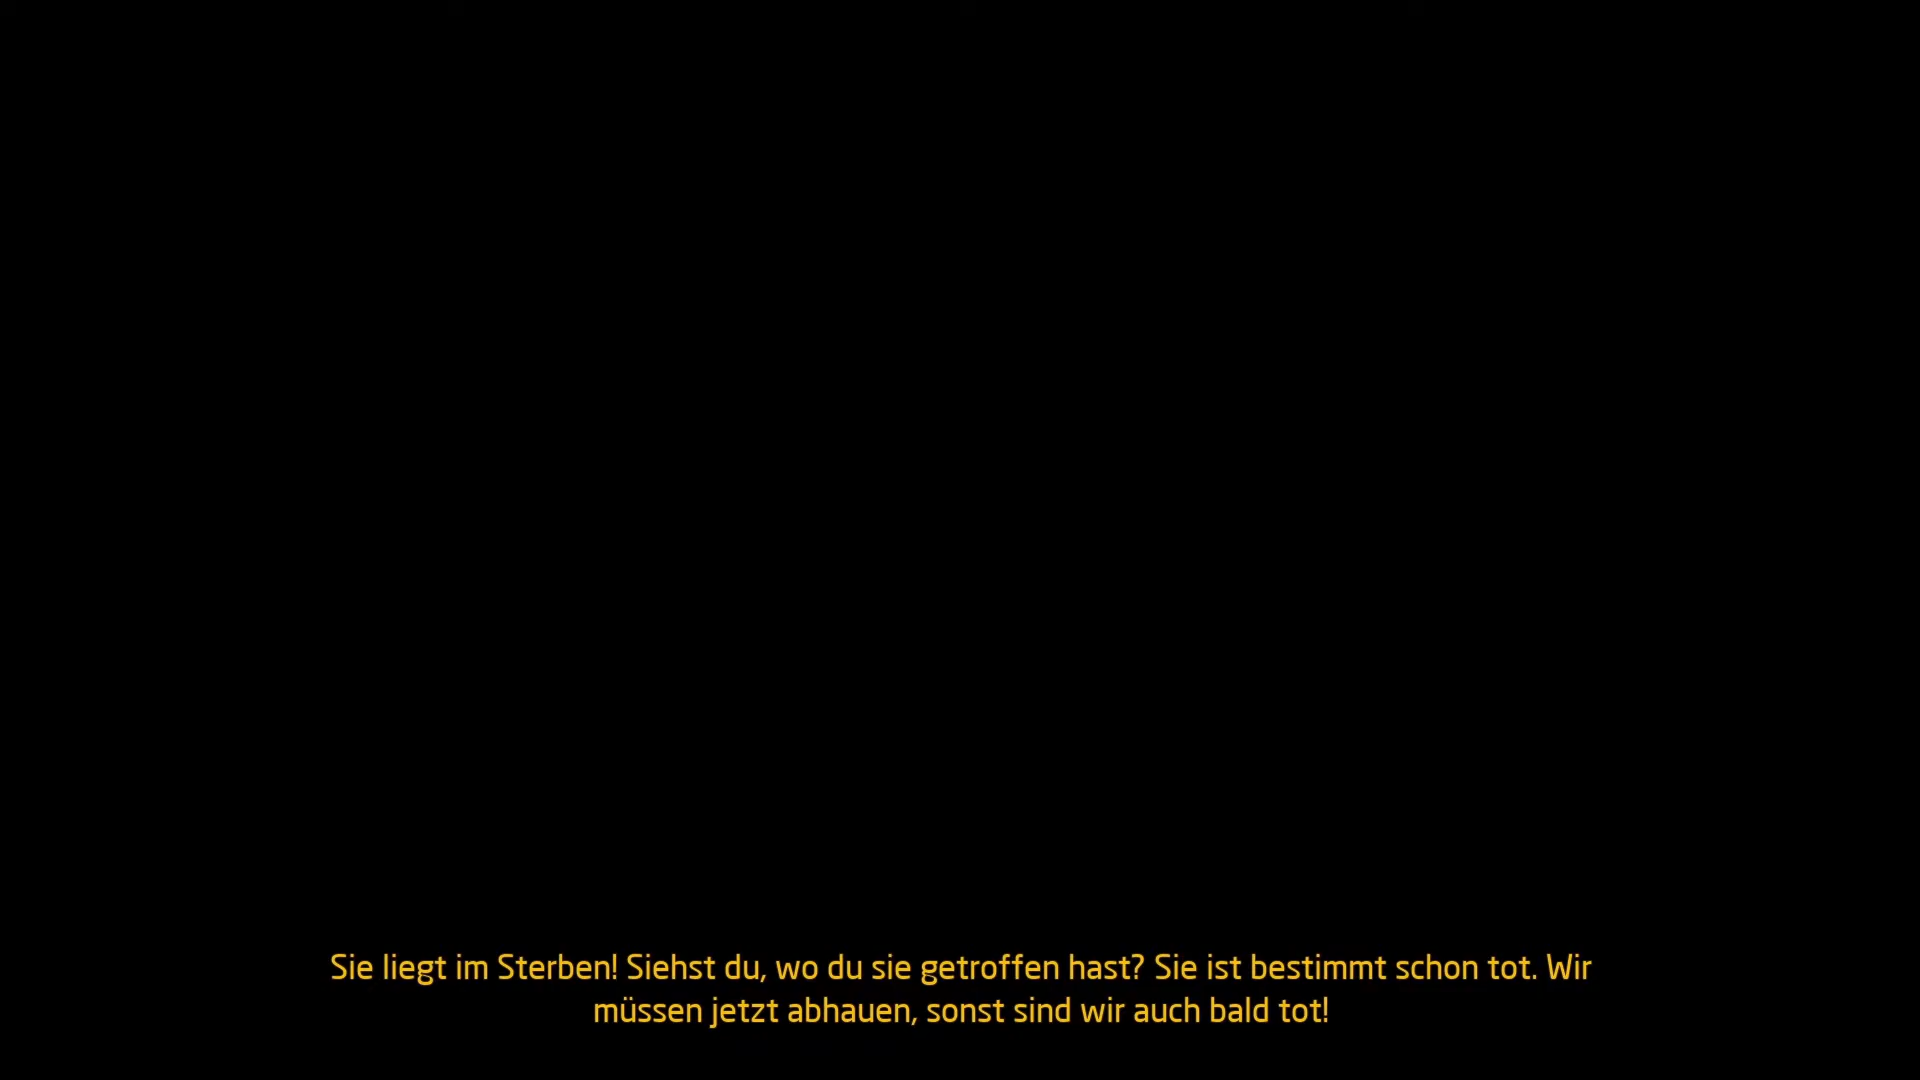 Sie liegt im Sterben! Siehst du, wo du sie getroffen hast? Sie ist bestimmt schon tot. Wir
müssen jetzt abhauen, sonst sind wir auch bald tot!